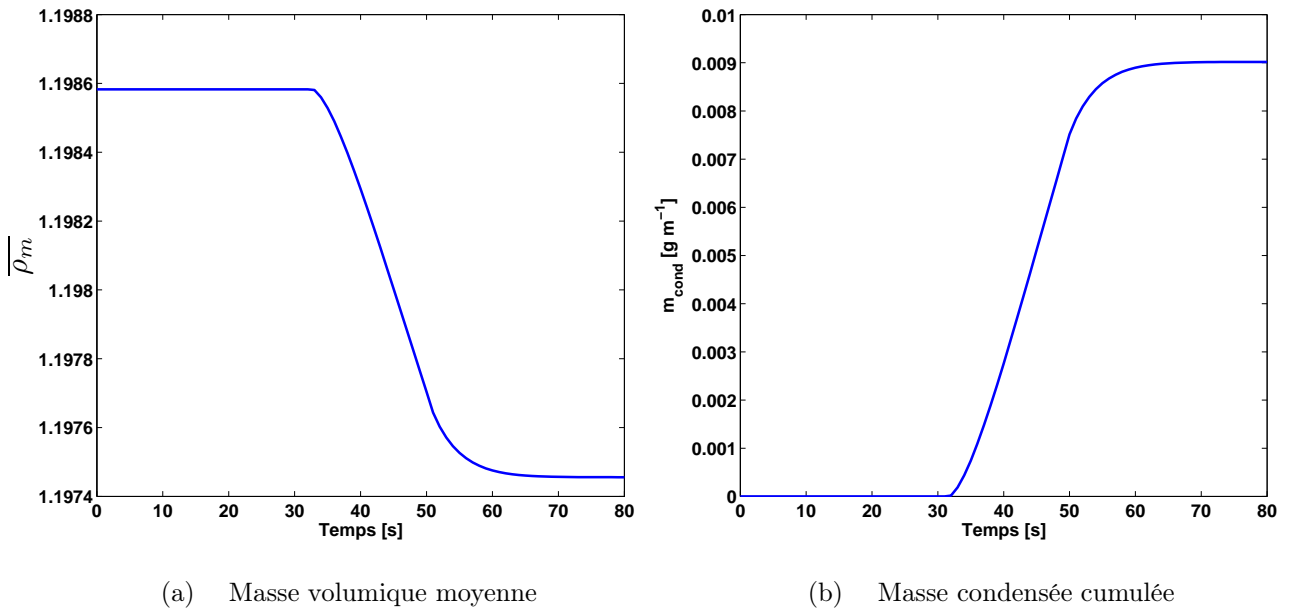 1.1988
1.1986
1.1984
1.1982
1.198
1.1978
1.1976
1.1974
0 10 20 30 40 50 60 70 80
Temps [s]
ρm
(a) Masse volumique moyenne
0.01
0.009
0.008
0.007
0.006
0.005
0.004
0.003
0.002
0.001
0
0 10 20 30 40 50 60 70 80
Temps [s]
m_cond [g m⁻¹]
(b) Masse condensée cumulée